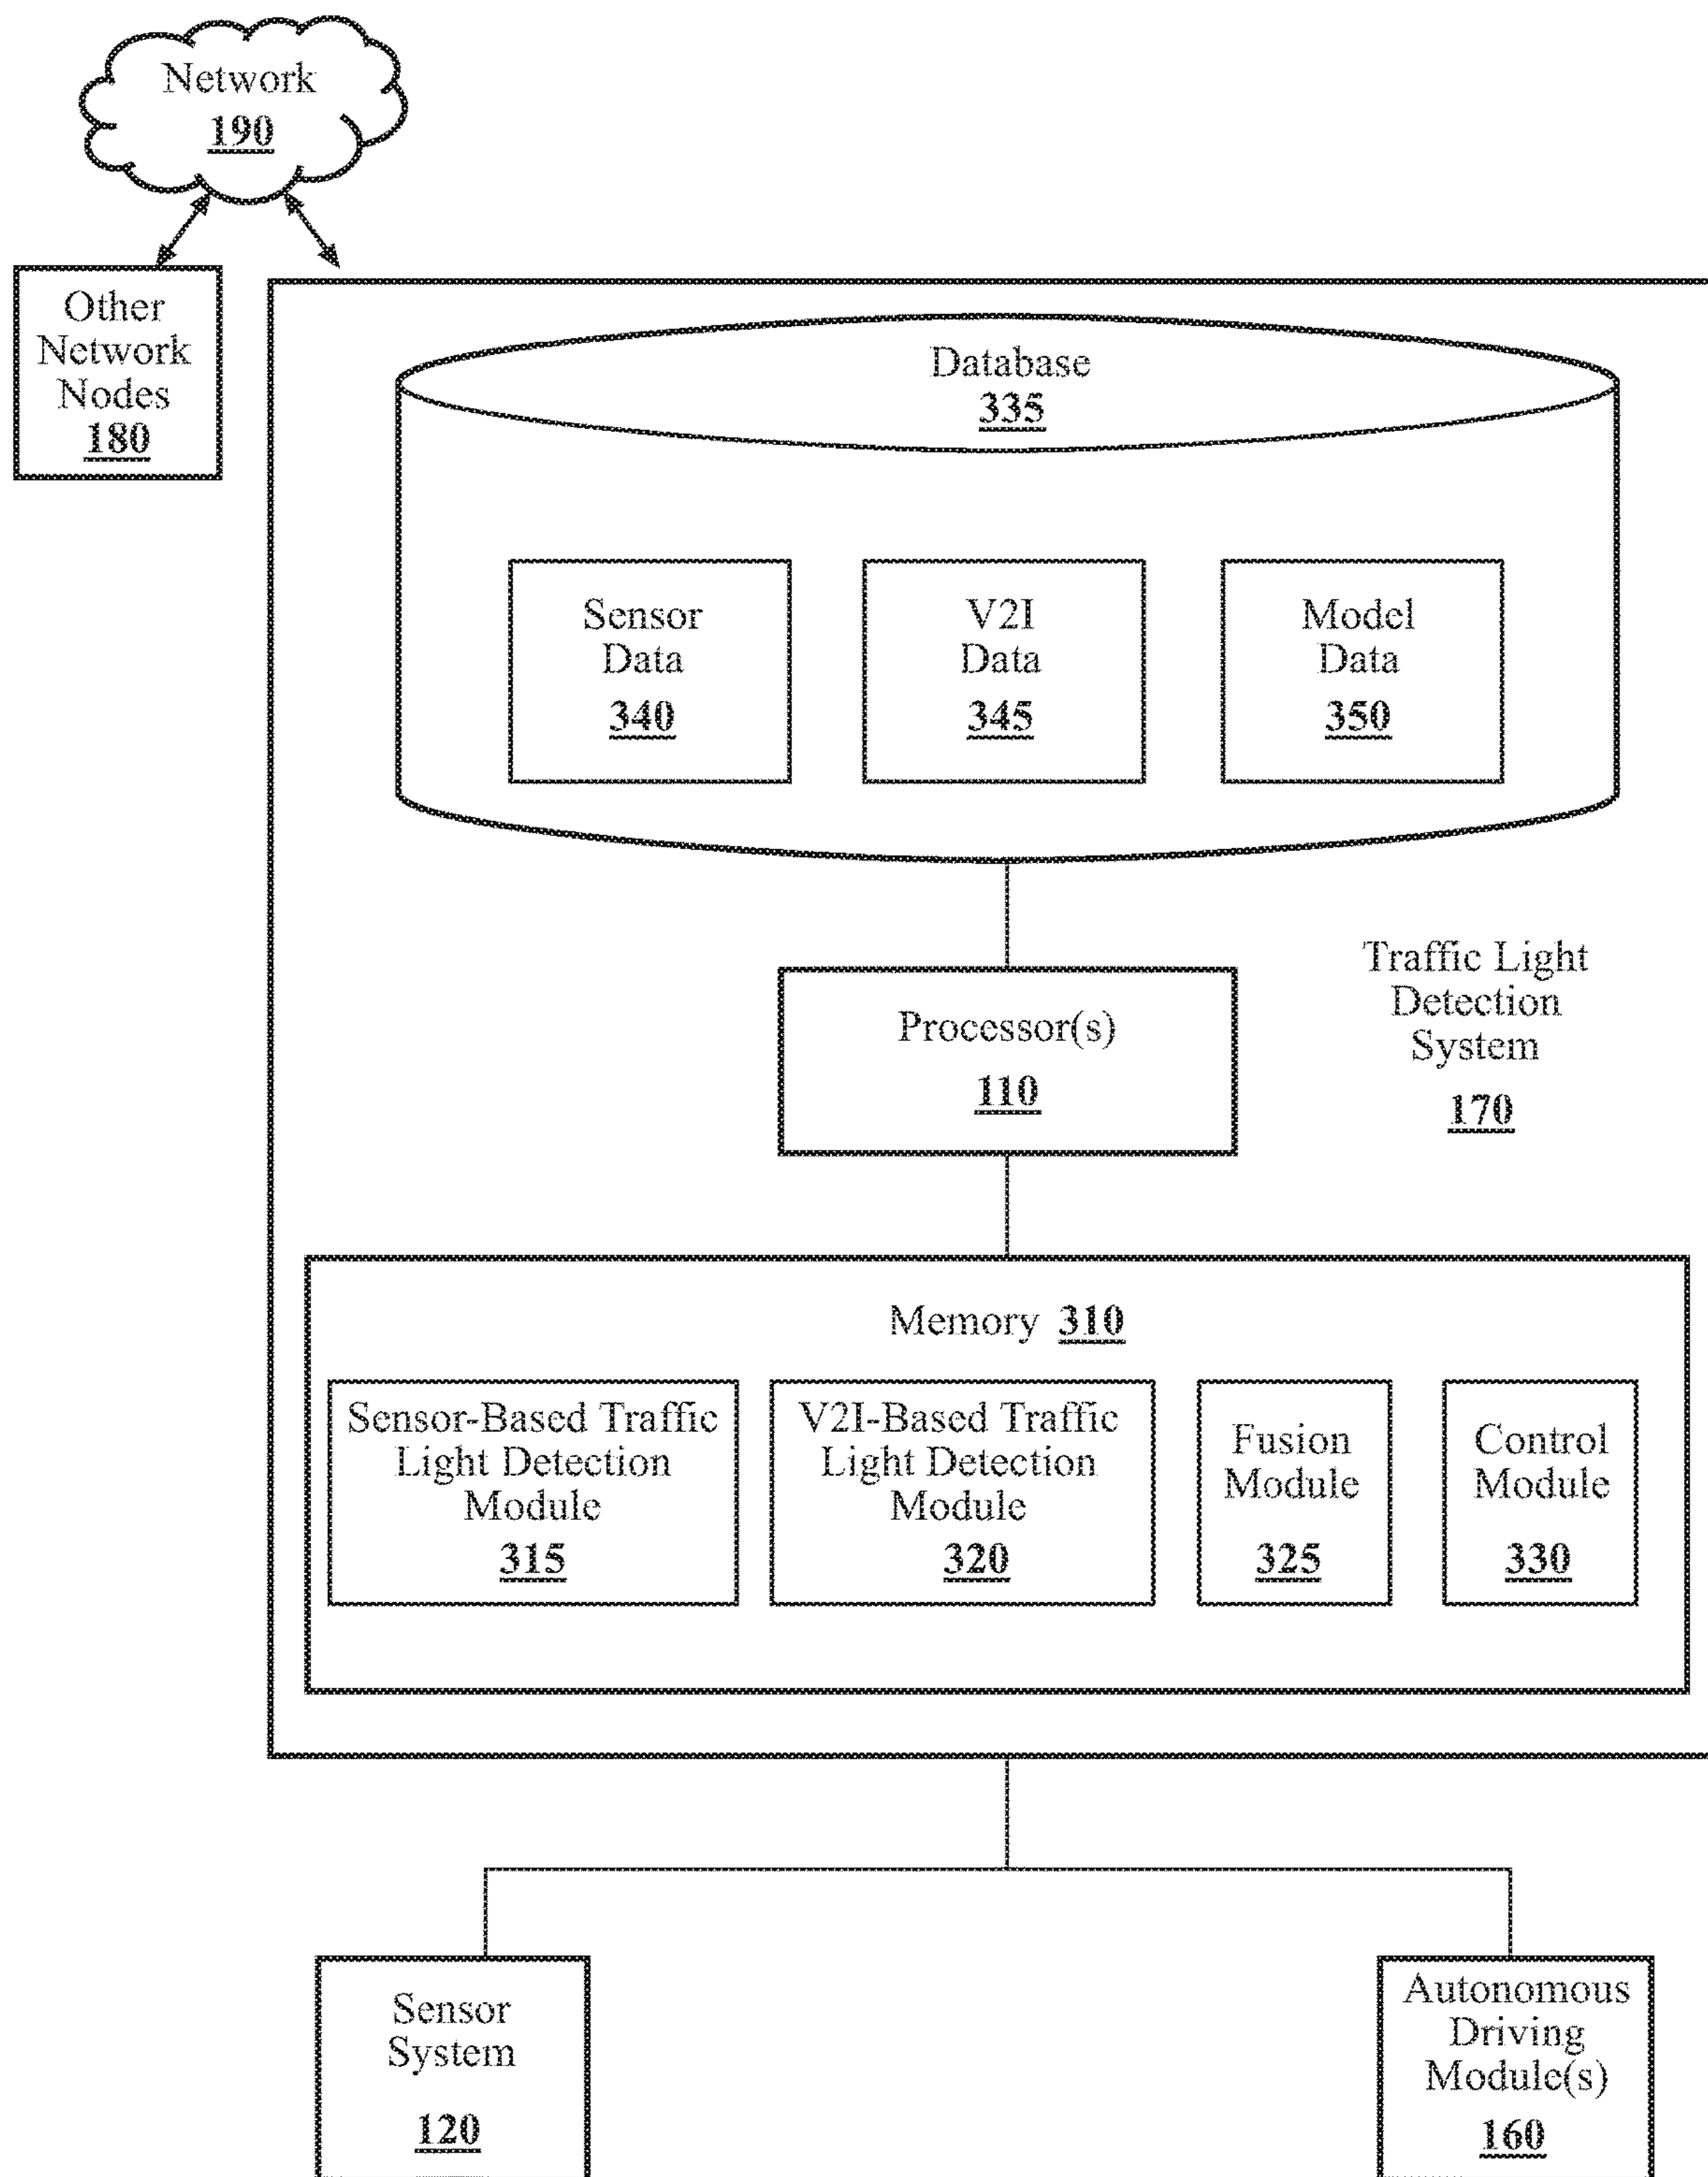 Network
190
Other
Network
Nodes
180
Database
335
Sensor
Data
340
V2I
Data
345
Model
Data
350
Processor(s)
110
Traffic Light
Detection
System
170
Memory 310
Sensor-Based Traffic
Light Detection
Module
315
V2I-Based Traffic
Light Detection
Module
320
Fusion
Module
325
Control
Module
330
Sensor
System
120
Autonomous
Driving
Module(s)
160